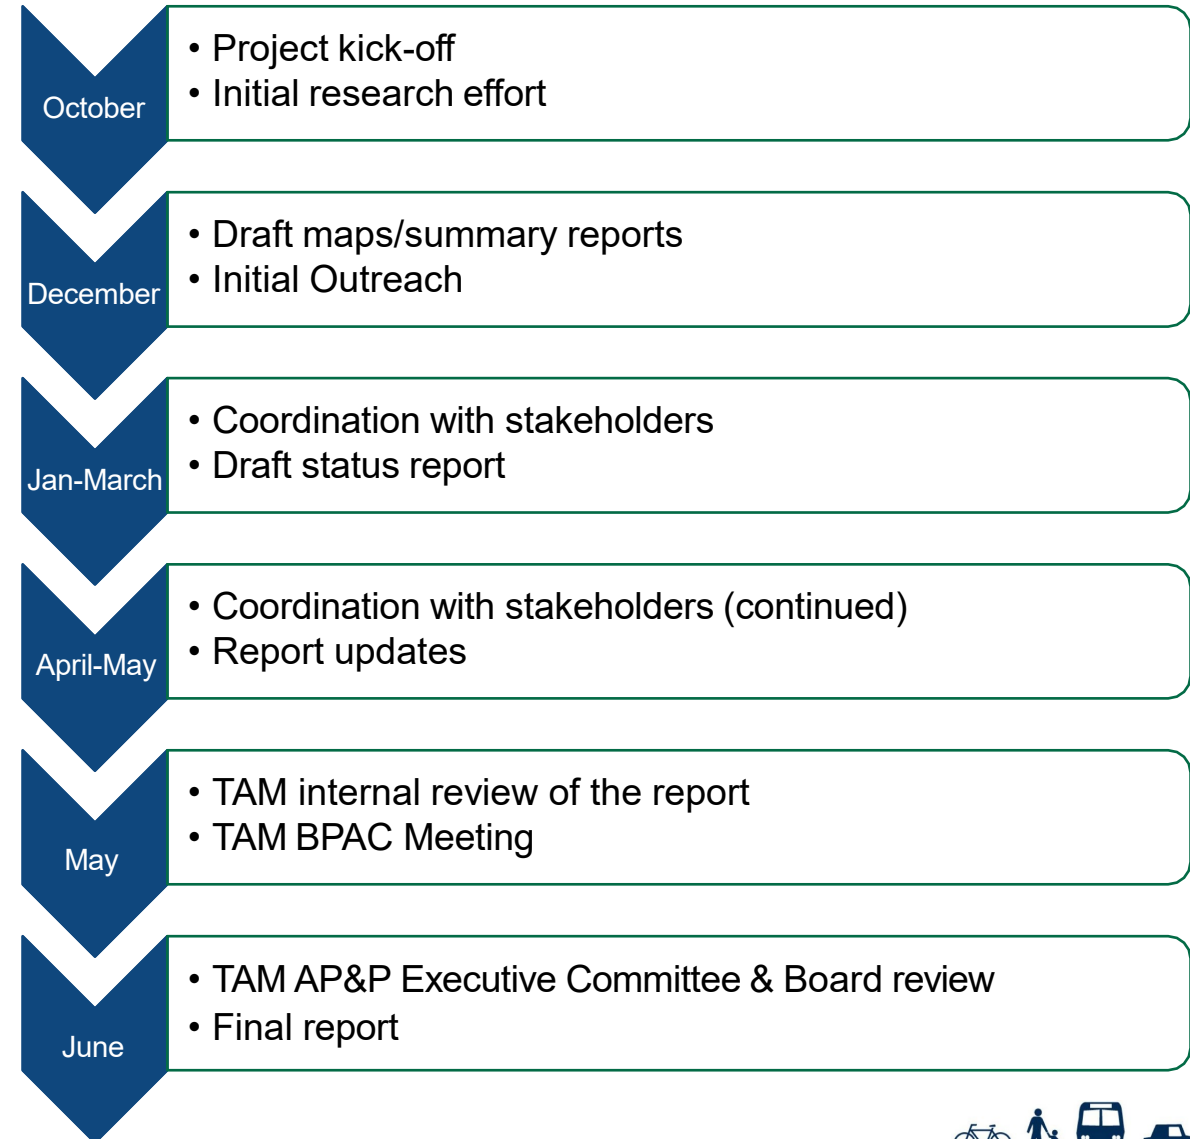 October
• Project kick-off
• Initial research effort
December
• Draft maps/summary reports
• Initial Outreach
Jan-March
• Coordination with stakeholders
• Draft status report
April-May
• Coordination with stakeholders (continued)
• Report updates
May
• TAM internal review of the report
• TAM BPAC Meeting
June
• TAM AP&P Executive Committee & Board review
• Final report